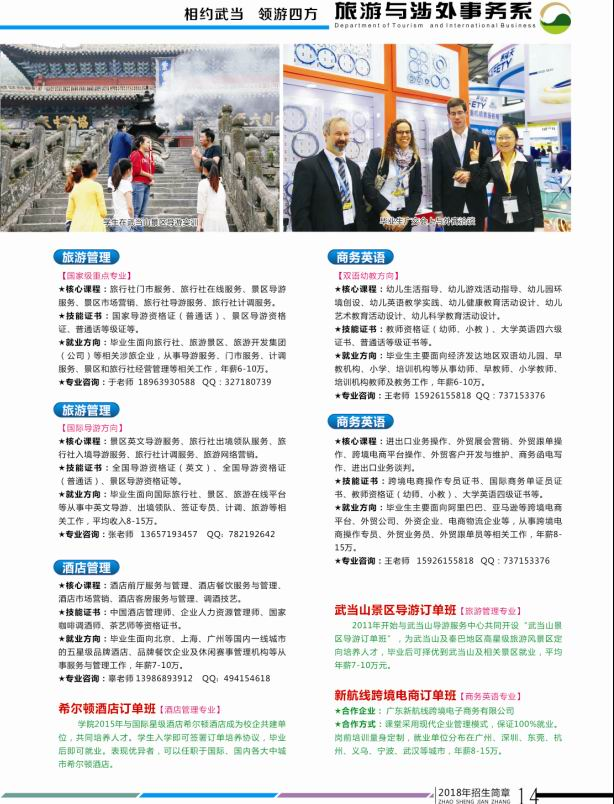 相约武当 领游四方
旅游与涉外事务系
Department of Tourism and International Business
学生在武当山景区导游实训
毕业生广交会上与外商洽谈
旅游管理
【国家级重点专业】
★核心课程：旅行社门市服务、旅行社在线服务、景区导游
服务、景区市场营销、旅行社导游服务、旅行社计调服务。
★技能证书：国家导游资格证（普通话）、景区导游资格
证、普通话等级证等。
★就业方向：毕业生面向旅行社、旅游景区、旅游开发集团
（公司）等相关涉旅企业，从事导游服务、门市服务、计调
服务、景区和旅行社经营管理等相关工作，年薪6-10万。
★专业咨询：于老师 18963930588 QQ：327180739
旅游管理
【国际导游方向】
★核心课程：景区英文导游服务、旅行社出境领队服务、旅
行社入境导游服务、旅行社计调服务、旅游网络营销。
★技能证书：全国导游资格证（英文）、全国导游资格证
（普通话）、景区导游资格证等。
★就业方向：毕业生面向国际旅行社、景区、旅游在线平台
等从事中英文导游、出境领队、签证专员、计调、旅游等相
关工作，平均收入8-15万。
★专业咨询：张老师 13657193457 QQ：782192642
酒店管理
★核心课程：酒店前厅服务与管理、酒店餐饮服务与管理、
酒店市场营销、酒店客房服务与管理、调酒技艺。
★技能证书：中国酒店管理师、企业人力资源管理师、国家
咖啡调酒师、茶艺师等资格证书。
★就业方向：毕业生面向北京、上海、广州等国内一线城市
的五星级品牌酒店、品牌餐饮企业及休闲赛事管理机构等从
事服务与管理工作，年薪7-10万。
★专业咨询：辜老师 13986893912 QQ：494154618
希尔顿酒店订单班【酒店管理专业】
学院2015年与国际星级酒店希尔顿酒店成为校企共建单
位，共同培养人才。学生入学即可签署订单培养协议，毕业
后即可就业。表现优异者，可以任职于国际、国内各大中城
市希尔顿酒店。
商务英语
【双语幼教方向】
★核心课程：幼儿生活指导、幼儿游戏活动指导、幼儿园环
境创设、幼儿英语教学实践、幼儿健康教育活动设计、幼儿
艺术教育活动设计、幼儿科学教育活动设计。
★技能证书：教师资格证（幼师、小教）、大学英语四六级
证书、普通话等级证书等。
★就业方向：毕业生主要面向经济发达地区双语幼儿园、早
教机构、小学、培训机构等从事幼师、早教师、小学教师、
培训机构教师及教务工作，年薪6-10万。
★专业咨询：王老师 15926155818 QQ：737153376
商务英语
★核心课程：进出口业务操作、外贸展会营销、外贸跟单操
作、跨境电商平台操作、外贸客户开发与维护、商务函电写
作、进出口业务谈判。
★技能证书：跨境电商操作专员证书、国际商务单证员证
书、教师资格证（幼师、小教）、大学英语四级证书等。
★就业方向：毕业生主要面向阿里巴巴、亚马逊等跨境电商
平台、外贸公司、外资企业、电商物流企业等，从事跨境电
商操作专员、外贸业务员、外贸跟单员等相关工作，年薪8-
15万。
★专业咨询：王老师 15926155818 QQ：737153376
武当山景区导游订单班【旅游管理专业】
2011年开始与武当山导游服务中心共同开设“武当山景
区导游订单班”，为武当山及秦巴地区高星级旅游风景区定
向培养人才，毕业后可择优到武当山及相关景区就业，平均
年薪7-10万元。
新航线跨境电商订单班【商务英语专业】
★合作企业：广东新航线跨境电子商务有限公司
★合作方式：课堂采用现代企业管理模式，保证100%就业。
岗前培训量身定制，就业单位分布在广州、深圳、东莞、杭
州、义乌、宁波、武汉等城市，年薪8-15万。
2018年招生简章
ZHAO SHENG JIAN ZHANG
14